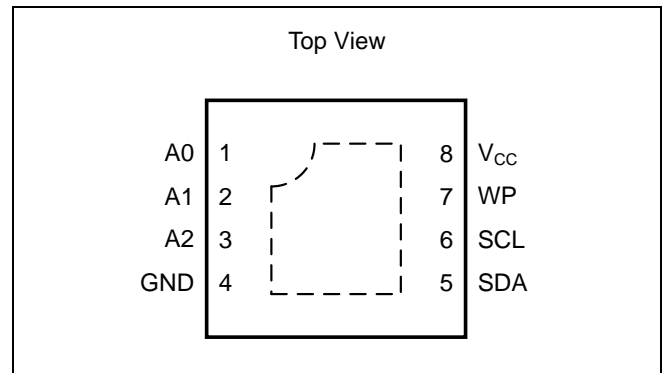 Top View
A0 1 8 VCC
A1 2 7 WP
A2 3 6 SCL
GND 4 5 SDA